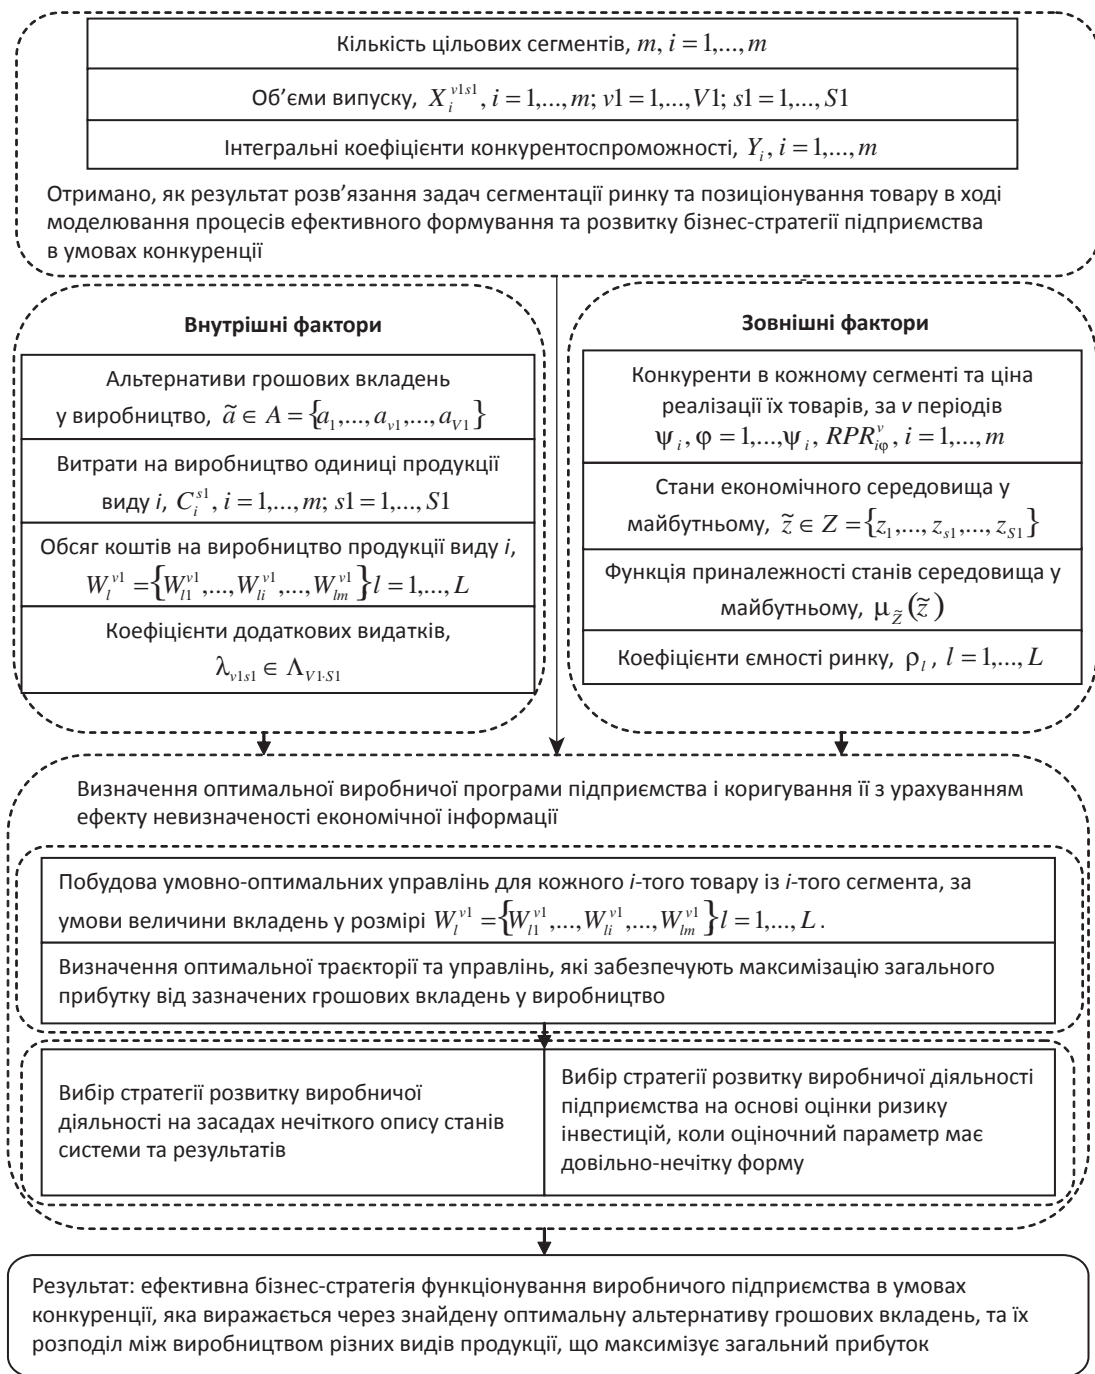 Кількість цільових сегментів, m, i = 1,..., m
Об’єми випуску, X_i^{v1s1}, i = 1,..., m; v1 = 1,..., V1; s1 = 1,..., S1
Інтегральні коефіцієнти конкурентоспроможності, Y_i, i = 1,..., m
Отримано, як результат розв’язання задач сегментації ринку та позиціонування товару в ході
моделювання процесів ефективного формування та розвитку бізнес-стратегії підприємства
в умовах конкуренції
Внутрішні фактори
Альтернативи грошових вкладень
у виробництво, ã ∈ A = {a_1,..., a_{v1},..., a_{V1}}
Витрати на виробництво одиниці продукції
виду i, C_i^{s1}, i = 1,..., m; s1 = 1,..., S1
Обсяг коштів на виробництво продукції виду i,
W_l^{v1} = {W_{l1}^{v1},..., W_{li}^{v1},..., W_{lm}^{v1}} l = 1,..., L
Коефіцієнти додаткових видатків,
λ_{v1s1} ∈ Λ_{V1·S1}
Зовнішні фактори
Конкуренти в кожному сегменті та ціна
реалізації їх товарів, за v періодів
ψ_i, φ = 1,..., ψ_i, RPR_{iφ}^v, i = 1,..., m
Стани економічного середовища у
майбутньому, z̃ ∈ Z = {z_1,..., z_{s1},..., z_{S1}}
Функція приналежності станів середовища у
майбутньому, μ_{Z̃}(z̃)
Коефіцієнти ємності ринку, ρ_l, l = 1,..., L
Визначення оптимальної виробничої програми підприємства і коригування її з урахуванням
ефекту невизначеності економічної інформації
Побудова умовно-оптимальних управлінь для кожного i-того товару із i-того сегмента, за
умови величини вкладень у розмірі W_l^{v1} = {W_{l1}^{v1},..., W_{li}^{v1},..., W_{lm}^{v1}} l = 1,..., L .
Визначення оптимальної траєкторії та управлінь, які забезпечують максимізацію загального
прибутку від зазначених грошових вкладень у виробництво
Вибір стратегії розвитку виробничої
діяльності на засадах нечіткого опису станів
системи та результатів
Вибір стратегії розвитку виробничої діяльності
підприємства на основі оцінки ризику
інвестицій, коли оціночний параметр має
довільно-нечітку форму
Результат: ефективна бізнес-стратегія функціонування виробничого підприємства в умовах
конкуренції, яка виражається через знайдену оптимальну альтернативу грошових вкладень, та їх
розподіл між виробництвом різних видів продукції, що максимізує загальний прибуток